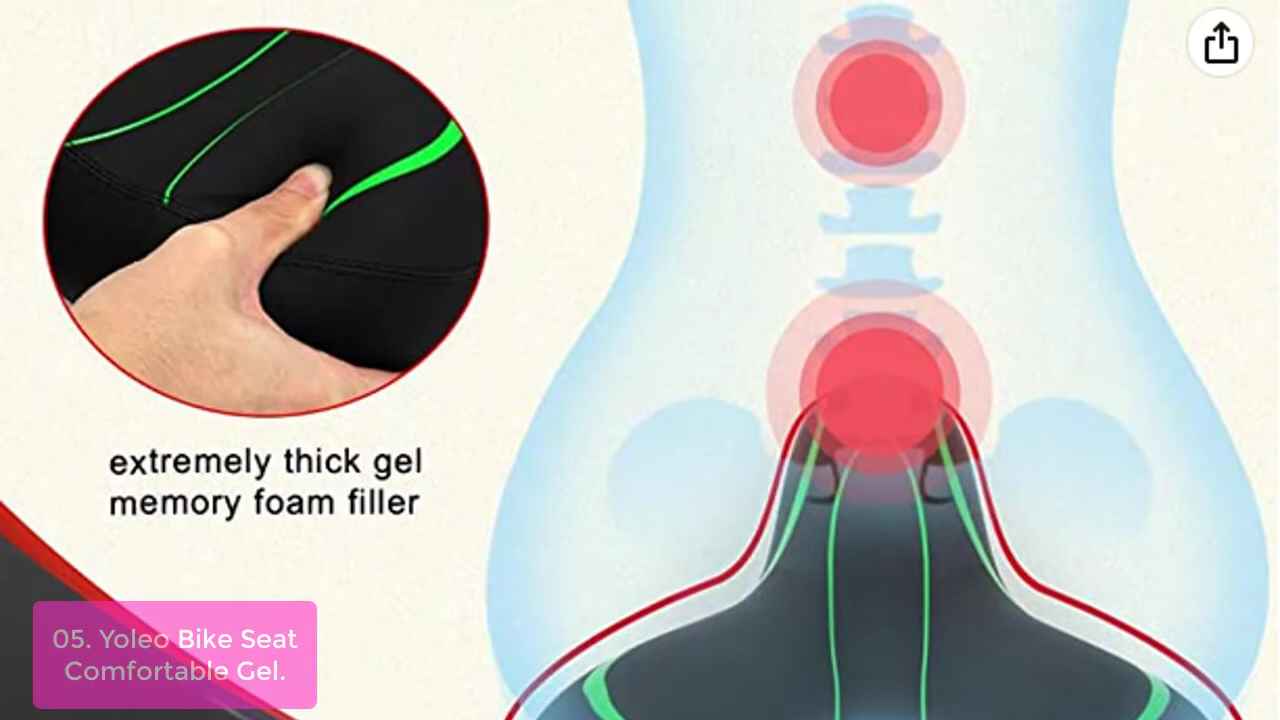 extremely thick gel
memory foam filler
05. Yoleo Bike Seat
Comfortable Gel.